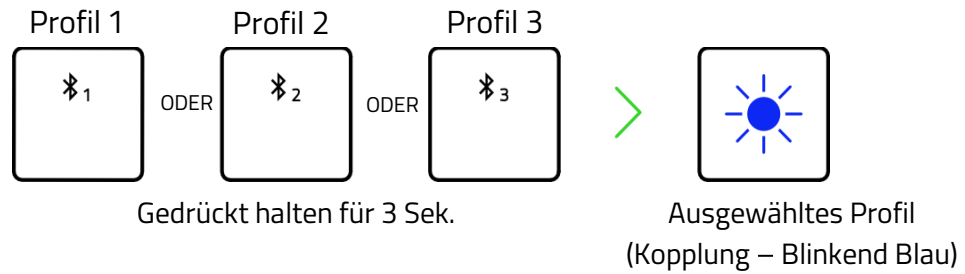 Profil 1 Profil 2 Profil 3
1 ODER 2 ODER 3
Gedrückt halten für 3 Sek.
Ausgewähltes Profil
(Kopplung – Blinkend Blau)